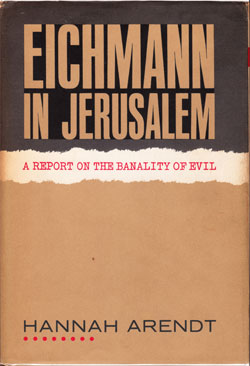 EICHMANN
IN JERUSALEM
A REPORT ON THE BANALITY OF EVIL
HANNAH ARENDT